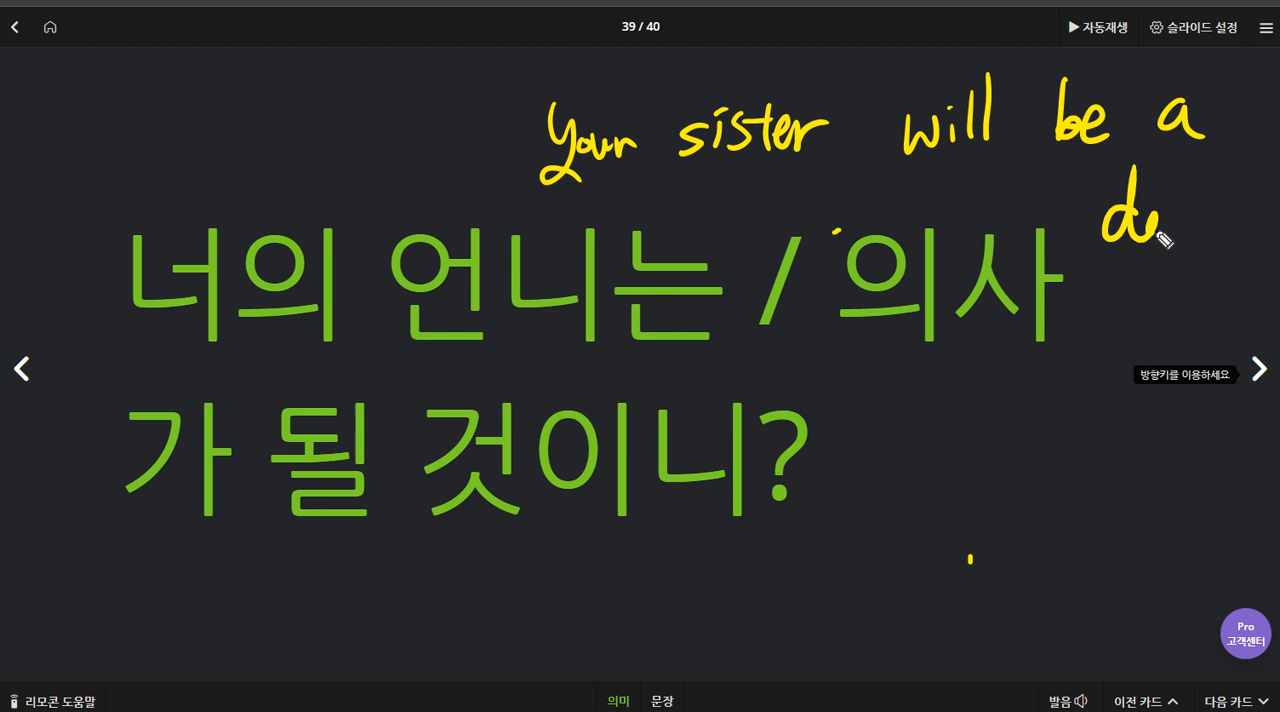 39 / 40
자동재생
슬라이드 설정
your sister will be a
너의 언니는 / 의사
가 될 것이니?
방향키를 이용하세요
Pro
고객센터
리모콘 도움말
의미
문장
발음
이전 카드
다음 카드